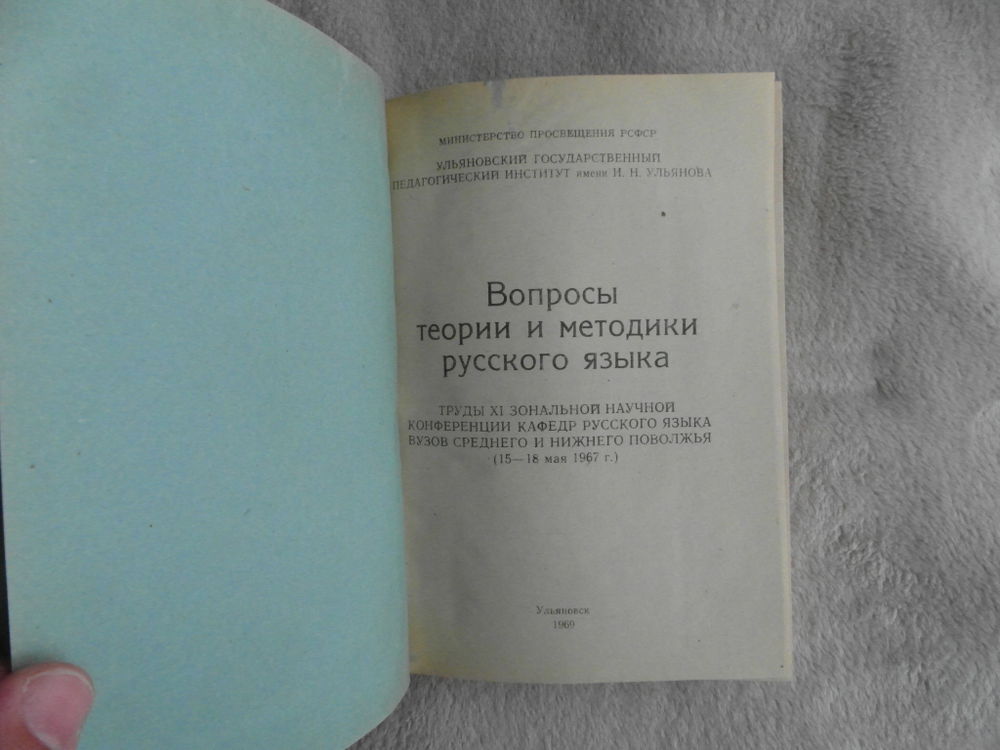 МИНИСТЕРСТВО ПРОСВЕЩЕНИЯ РСФСР
УЛЬЯНОВСКИЙ ГОСУДАРСТВЕННЫЙ
ПЕДАГОГИЧЕСКИЙ ИНСТИТУТ имени И. Н. УЛЬЯНОВА
Вопросы
теории и методики
русского языка
ТРУДЫ XI ЗОНАЛЬНОЙ НАУЧНОЙ
КОНФЕРЕНЦИИ КАФЕДР РУССКОГО ЯЗЫКА
ВУЗОВ СРЕДНЕГО И НИЖНЕГО ПОВОЛЖЬЯ
(15—18 мая 1967 г.)
Ульяновск
1969